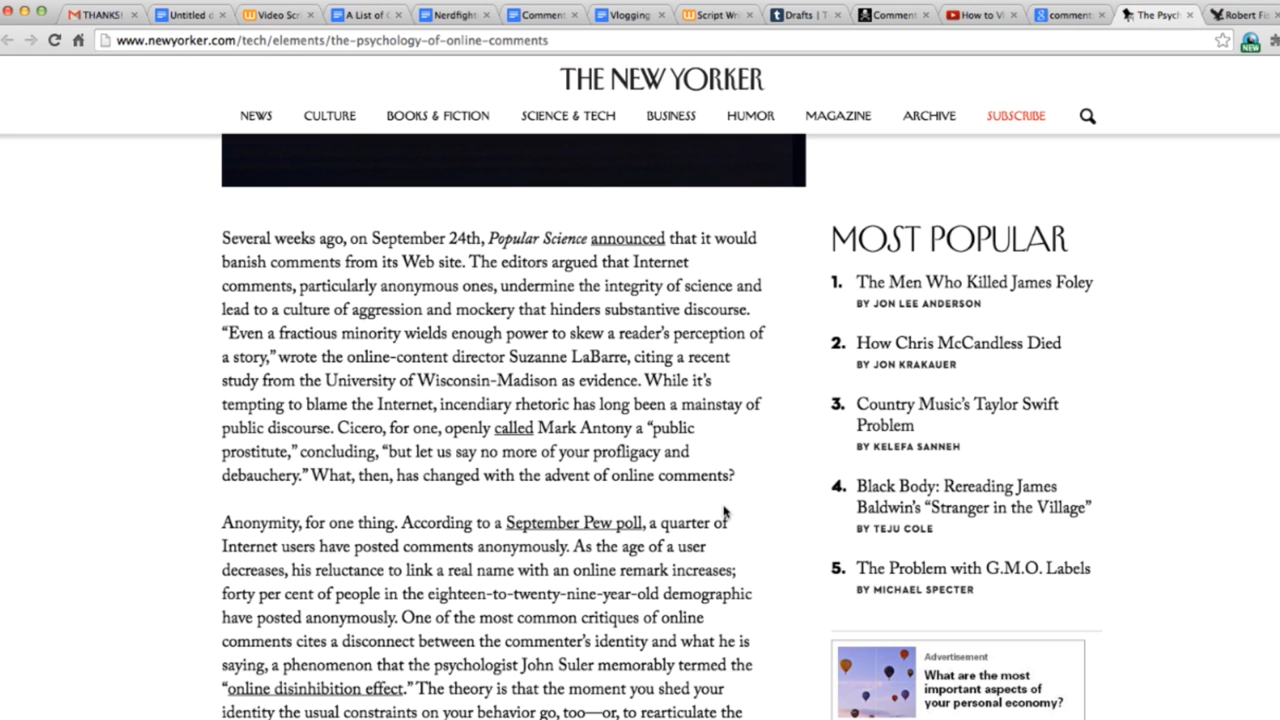 THANKS!
Untitled d
Video Scr
A List of
Nerdfight
Comment
Vlogging
Script Wri
Drafts | T
Comment
How to Vi
comment
The Psych
Robert Fis
www.newyorker.com/tech/elements/the-psychology-of-online-comments
NEW
THE NEW YORKER
NEWS CULTURE BOOKS & FICTION SCIENCE & TECH BUSINESS HUMOR MAGAZINE ARCHIVE SUBSCRIBE
Several weeks ago, on September 24th, Popular Science announced that it would
banish comments from its Web site. The editors argued that Internet
comments, particularly anonymous ones, undermine the integrity of science and
lead to a culture of aggression and mockery that hinders substantive discourse.
“Even a fractious minority wields enough power to skew a reader’s perception of
a story,” wrote the online-content director Suzanne LaBarre, citing a recent
study from the University of Wisconsin-Madison as evidence. While it’s
tempting to blame the Internet, incendiary rhetoric has long been a mainstay of
public discourse. Cicero, for one, openly called Mark Antony a “public
prostitute,” concluding, “but let us say no more of your profligacy and
debauchery.” What, then, has changed with the advent of online comments?
Anonymity, for one thing. According to a September Pew poll, a quarter of
Internet users have posted comments anonymously. As the age of a user
decreases, his reluctance to link a real name with an online remark increases;
forty per cent of people in the eighteen-to-twenty-nine-year-old demographic
have posted anonymously. One of the most common critiques of online
comments cites a disconnect between the commenter’s identity and what he is
saying, a phenomenon that the psychologist John Suler memorably termed the
“online disinhibition effect.” The theory is that the moment you shed your
identity the usual constraints on your behavior go, too—or, to rearticulate the
MOST POPULAR
1. The Men Who Killed James Foley
BY JON LEE ANDERSON
2. How Chris McCandless Died
BY JON KRAKAUER
3. Country Music’s Taylor Swift
Problem
BY KELEFA SANNEH
4. Black Body: Rereading James
Baldwin’s “Stranger in the Village”
BY TEJU COLE
5. The Problem with G.M.O. Labels
BY MICHAEL SPECTER
Advertisement
What are the most
important aspects of
your personal economy?